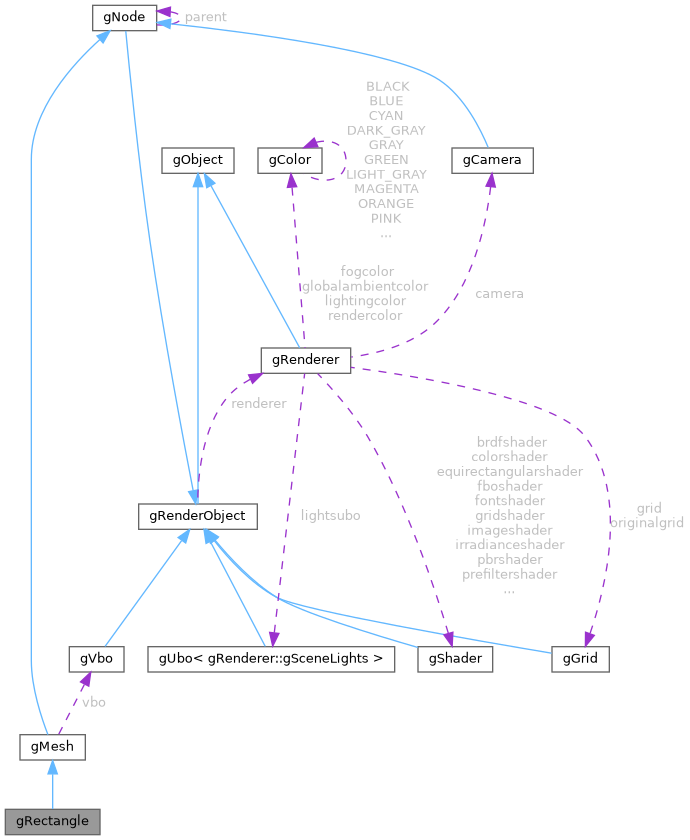 gNode
parent
BLACK
BLUE
CYAN
DARK_GRAY
GRAY
GREEN
LIGHT_GRAY
MAGENTA
ORANGE
PINK
...
gObject
gColor
gCamera
fogcolor
globalambientcolor
lightingcolor
rendercolor
camera
gRenderer
renderer
brdfshader
colorshader
equirectangularshader
fboshader
fontshader
gridshader
imageshader
irradianceshader
pbrshader
prefiltershader
...
grid
originalgrid
gRenderObject
lightsubo
gVbo
gUbo< gRenderer::gSceneLights >
gShader
gGrid
vbo
gMesh
gRectangle